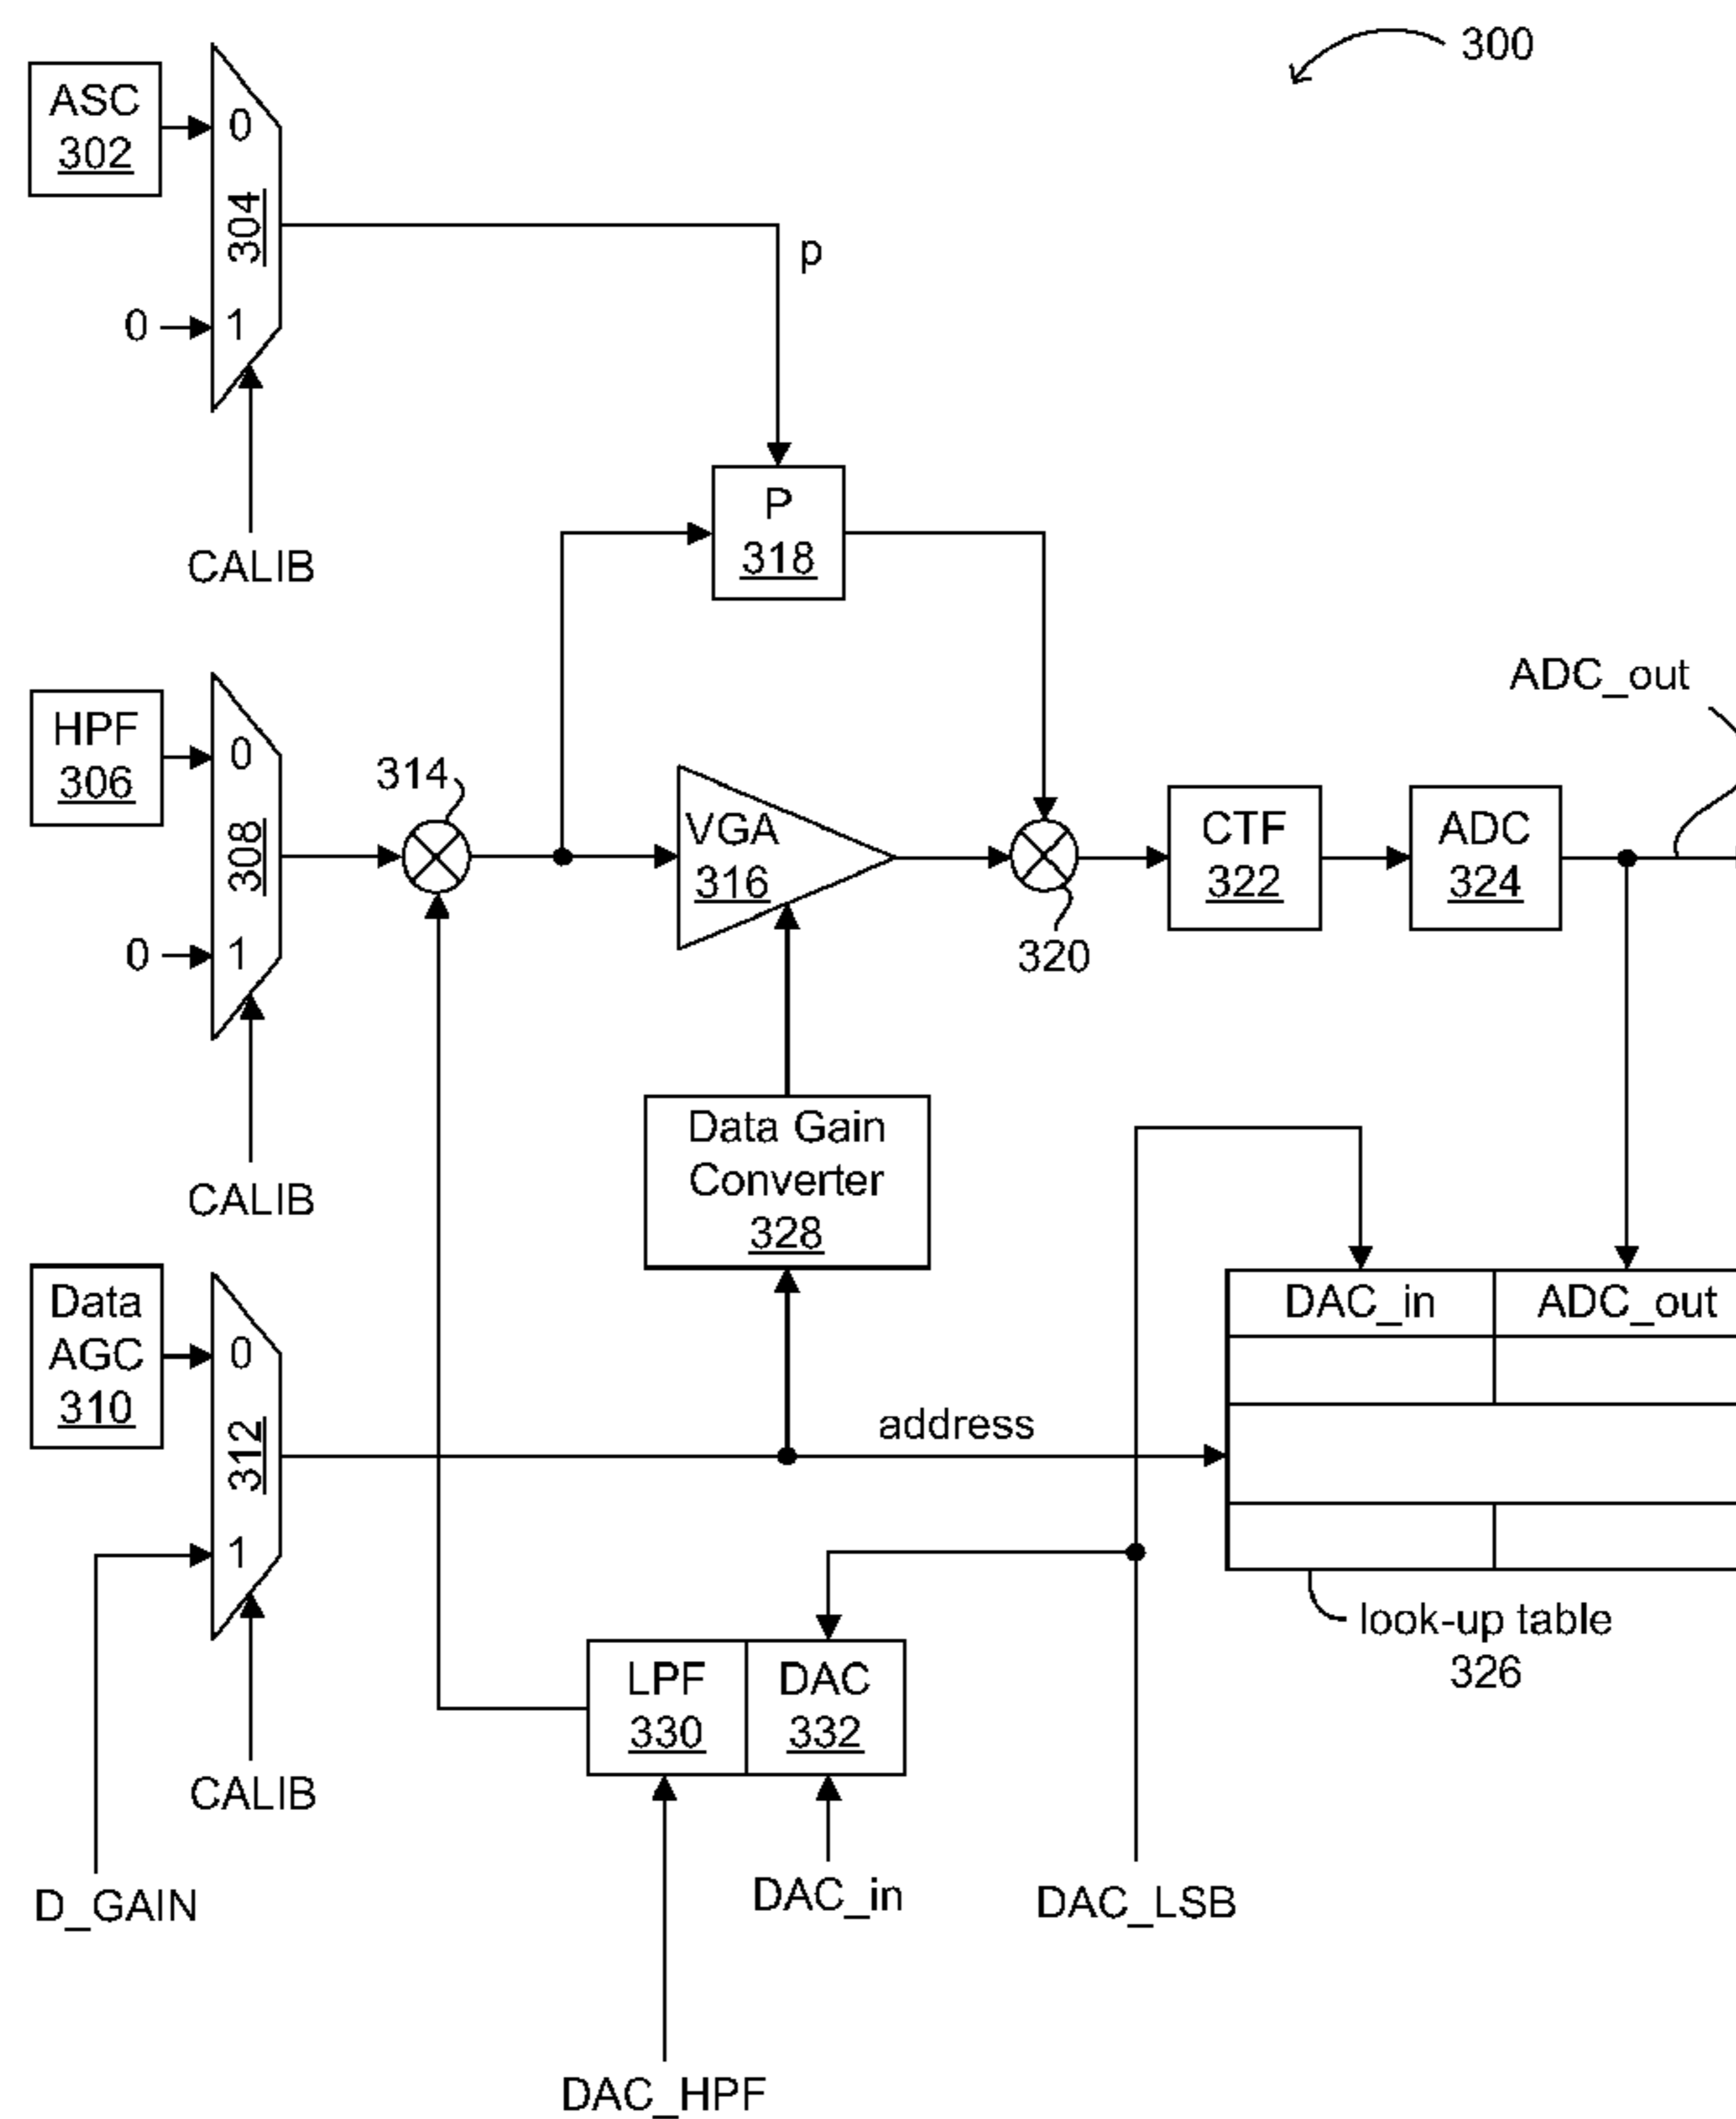 300
ASC
302
0
304
p
0
1
CALIB
P
318
ADC_out
HPF
306
0
314
308
VGA
316
CTF
322
ADC
324
320
0
1
CALIB
Data Gain
Converter
328
Data
AGC
310
0
312
DAC_in
ADC_out
address
1
look-up table
326
LPF
330
DAC
332
CALIB
D_GAIN
DAC_in
DAC_LSB
DAC_HPF